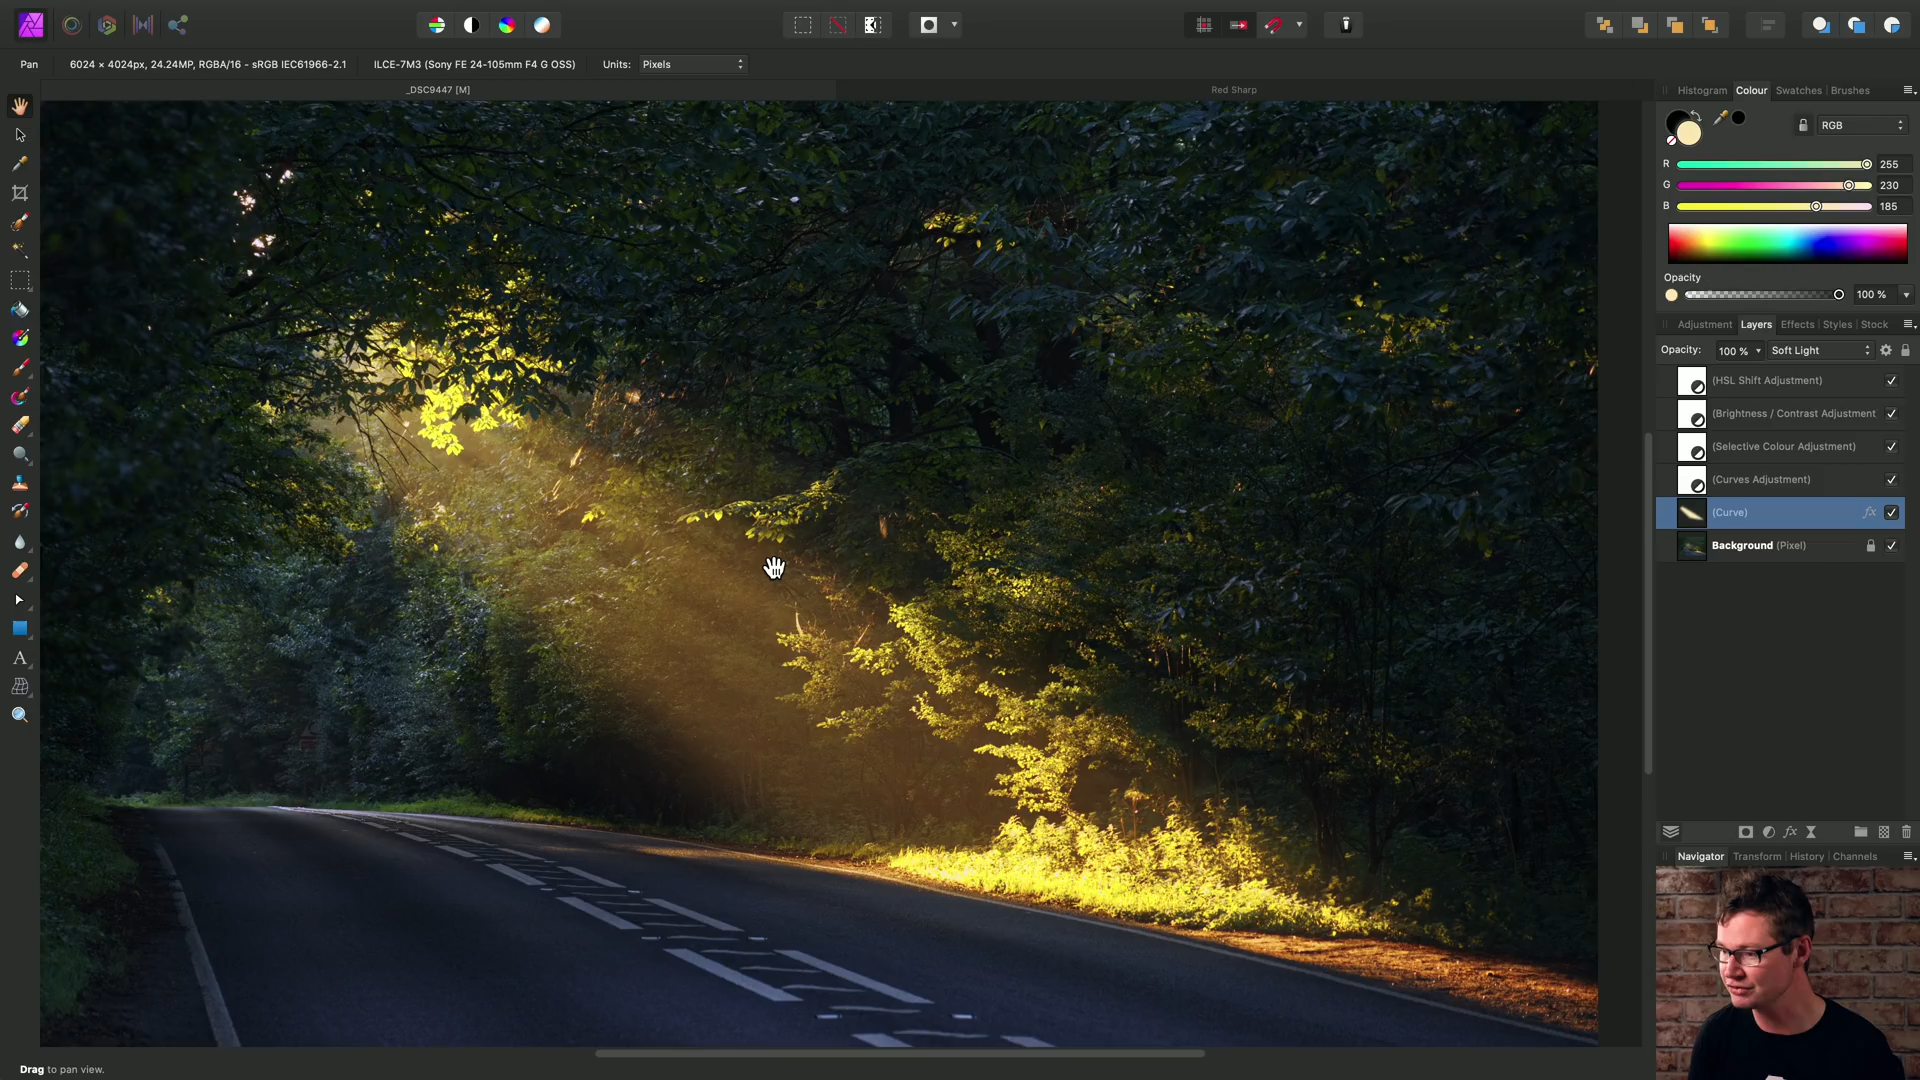 Pan
6024 × 4024px, 24.24MP, RGBA/16 - sRGB IEC61966-2.1
ILCE-7M3 (Sony FE 24-105mm F4 G OSS)
Units:
Pixels
_DSC9447 [M]
Red Sharp
Histogram
Colour
Swatches
Brushes
RGB
R
255
G
230
B
185
Opacity
100 %
Adjustment
Layers
Effects
Styles
Stock
Opacity:
100 %
Soft Light
(HSL Shift Adjustment)
(Brightness / Contrast Adjustment
(Selective Colour Adjustment)
(Curves Adjustment)
(Curve)
fx
Background (Pixel)
fx
Navigator
Transform
History
Channels
A
Drag to pan view.